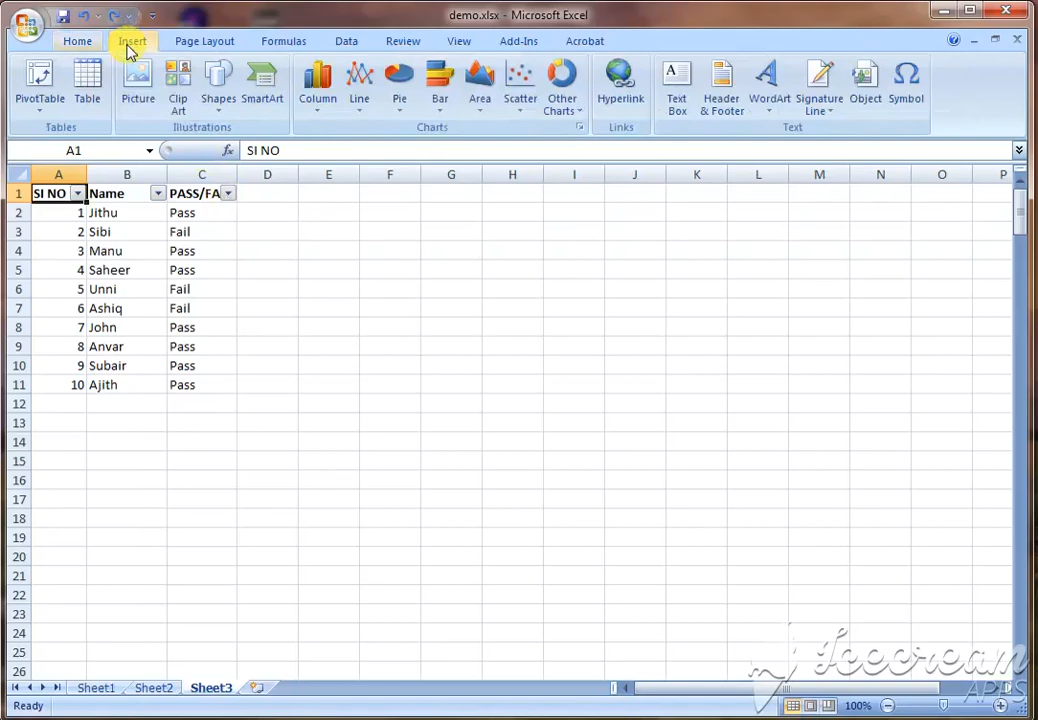 demo.xlsx - Microsoft Excel
Home Insert Page Layout Formulas Data Review View Add-Ins Acrobat
PivotTable Table Picture Clip Art Shapes SmartArt Column Line Pie Bar Area Scatter Other Charts Hyperlink Text Box Header & Footer WordArt Signature Line Object Symbol
Tables Illustrations Charts Links Text
A1 fx SI NO
A B C D E F G H I J K L M N O P
1 SI NO Name PASS/FA
2 1 Jithu Pass
3 2 Sibi Fail
4 3 Manu Pass
5 4 Saheer Pass
6 5 Unni Fail
7 6 Ashiq Fail
8 7 John Pass
9 8 Anvar Pass
10 9 Subair Pass
11 10 Ajith Pass
12
13
14
15
16
17
18
19
20
21
22
23
24
25
26
Icecream
APPS
Sheet1 Sheet2 Sheet3
Ready 100%